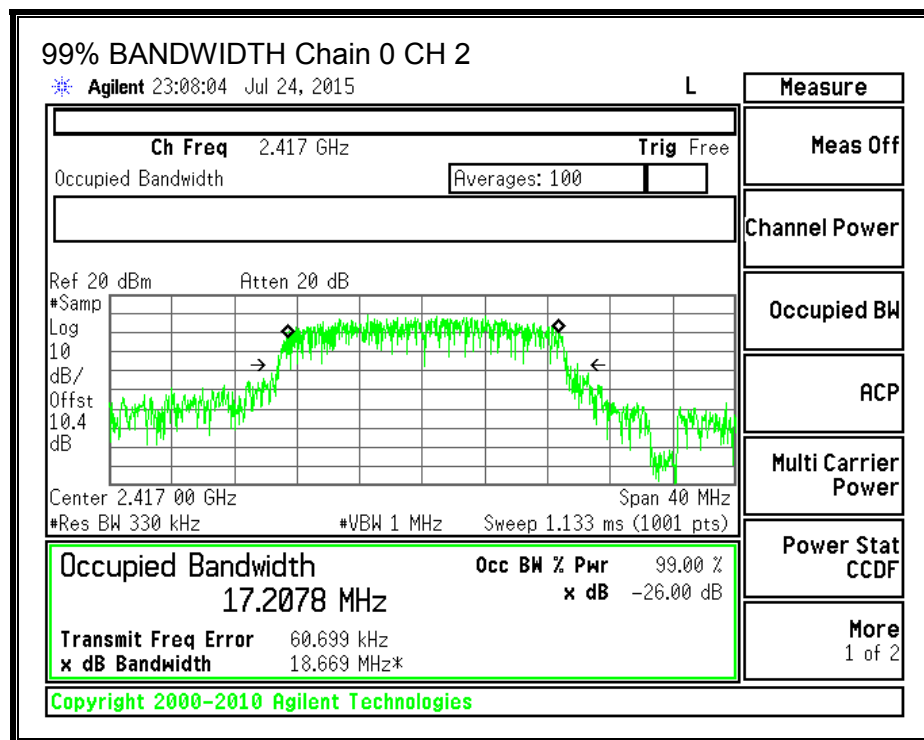 99% BANDWIDTH Chain 0 CH 2
Agilent 23:08:04 Jul 24, 2015 L
Measure
Ch Freq 2.417 GHz Trig Free
Occupied Bandwidth Averages: 100
Meas Off
Channel Power
Occupied BW
ACP
Multi Carrier
Power
Power Stat
CCDF
More
1 of 2
Ref 20 dBm Atten 20 dB
#Samp
Log
10
dB/
Offst
10.4
dB
Center 2.417 00 GHz Span 40 MHz
#Res BW 330 kHz #VBW 1 MHz Sweep 1.133 ms (1001 pts)
Occupied Bandwidth Occ BW % Pwr 99.00 %
17.2078 MHz x dB -26.00 dB
Transmit Freq Error 60.699 kHz
x dB Bandwidth 18.669 MHz*
Copyright 2000-2010 Agilent Technologies